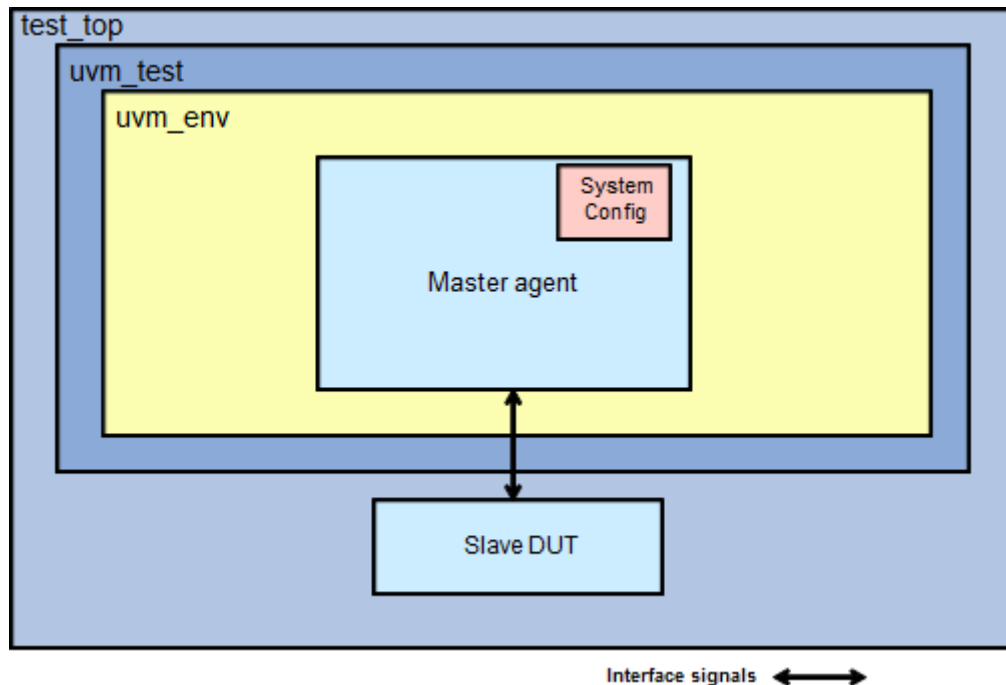 test_top
uvm_test
uvm_env
System
Config
Master agent
Slave DUT
Interface signals